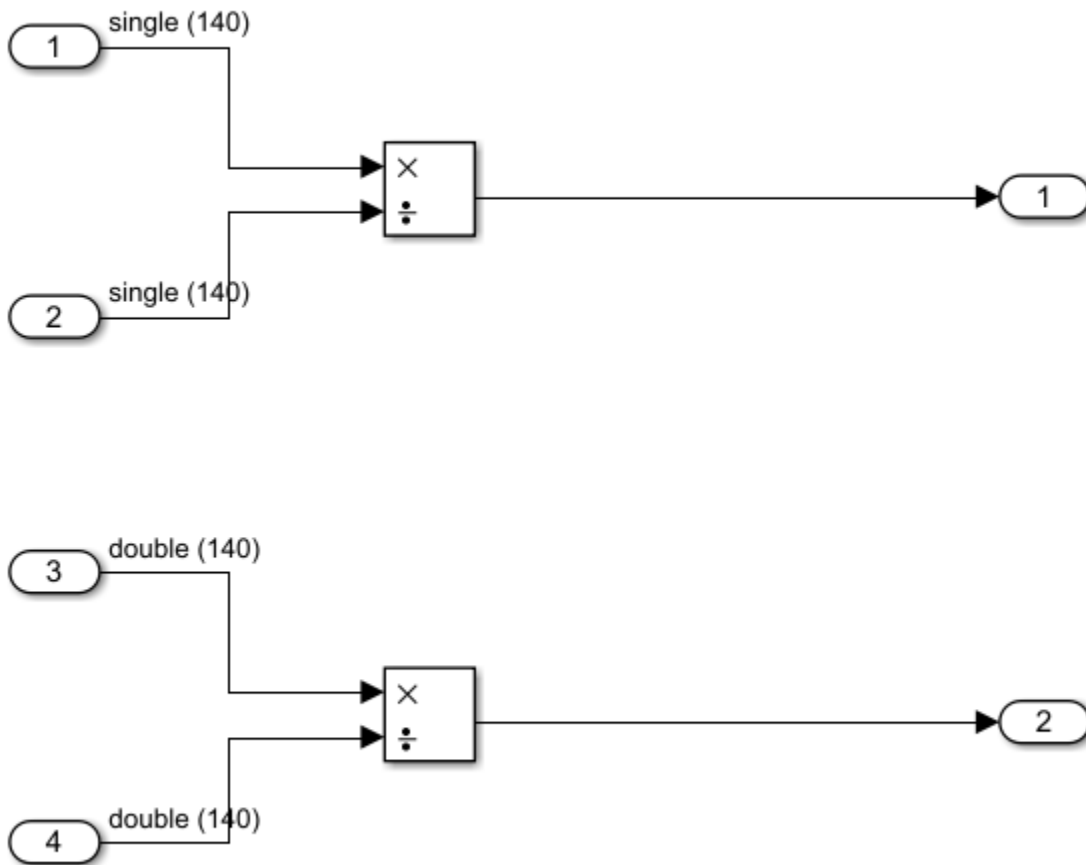 single (140)
1
×
÷
1
single (140)
2
double (140)
3
×
÷
2
double (140)
4